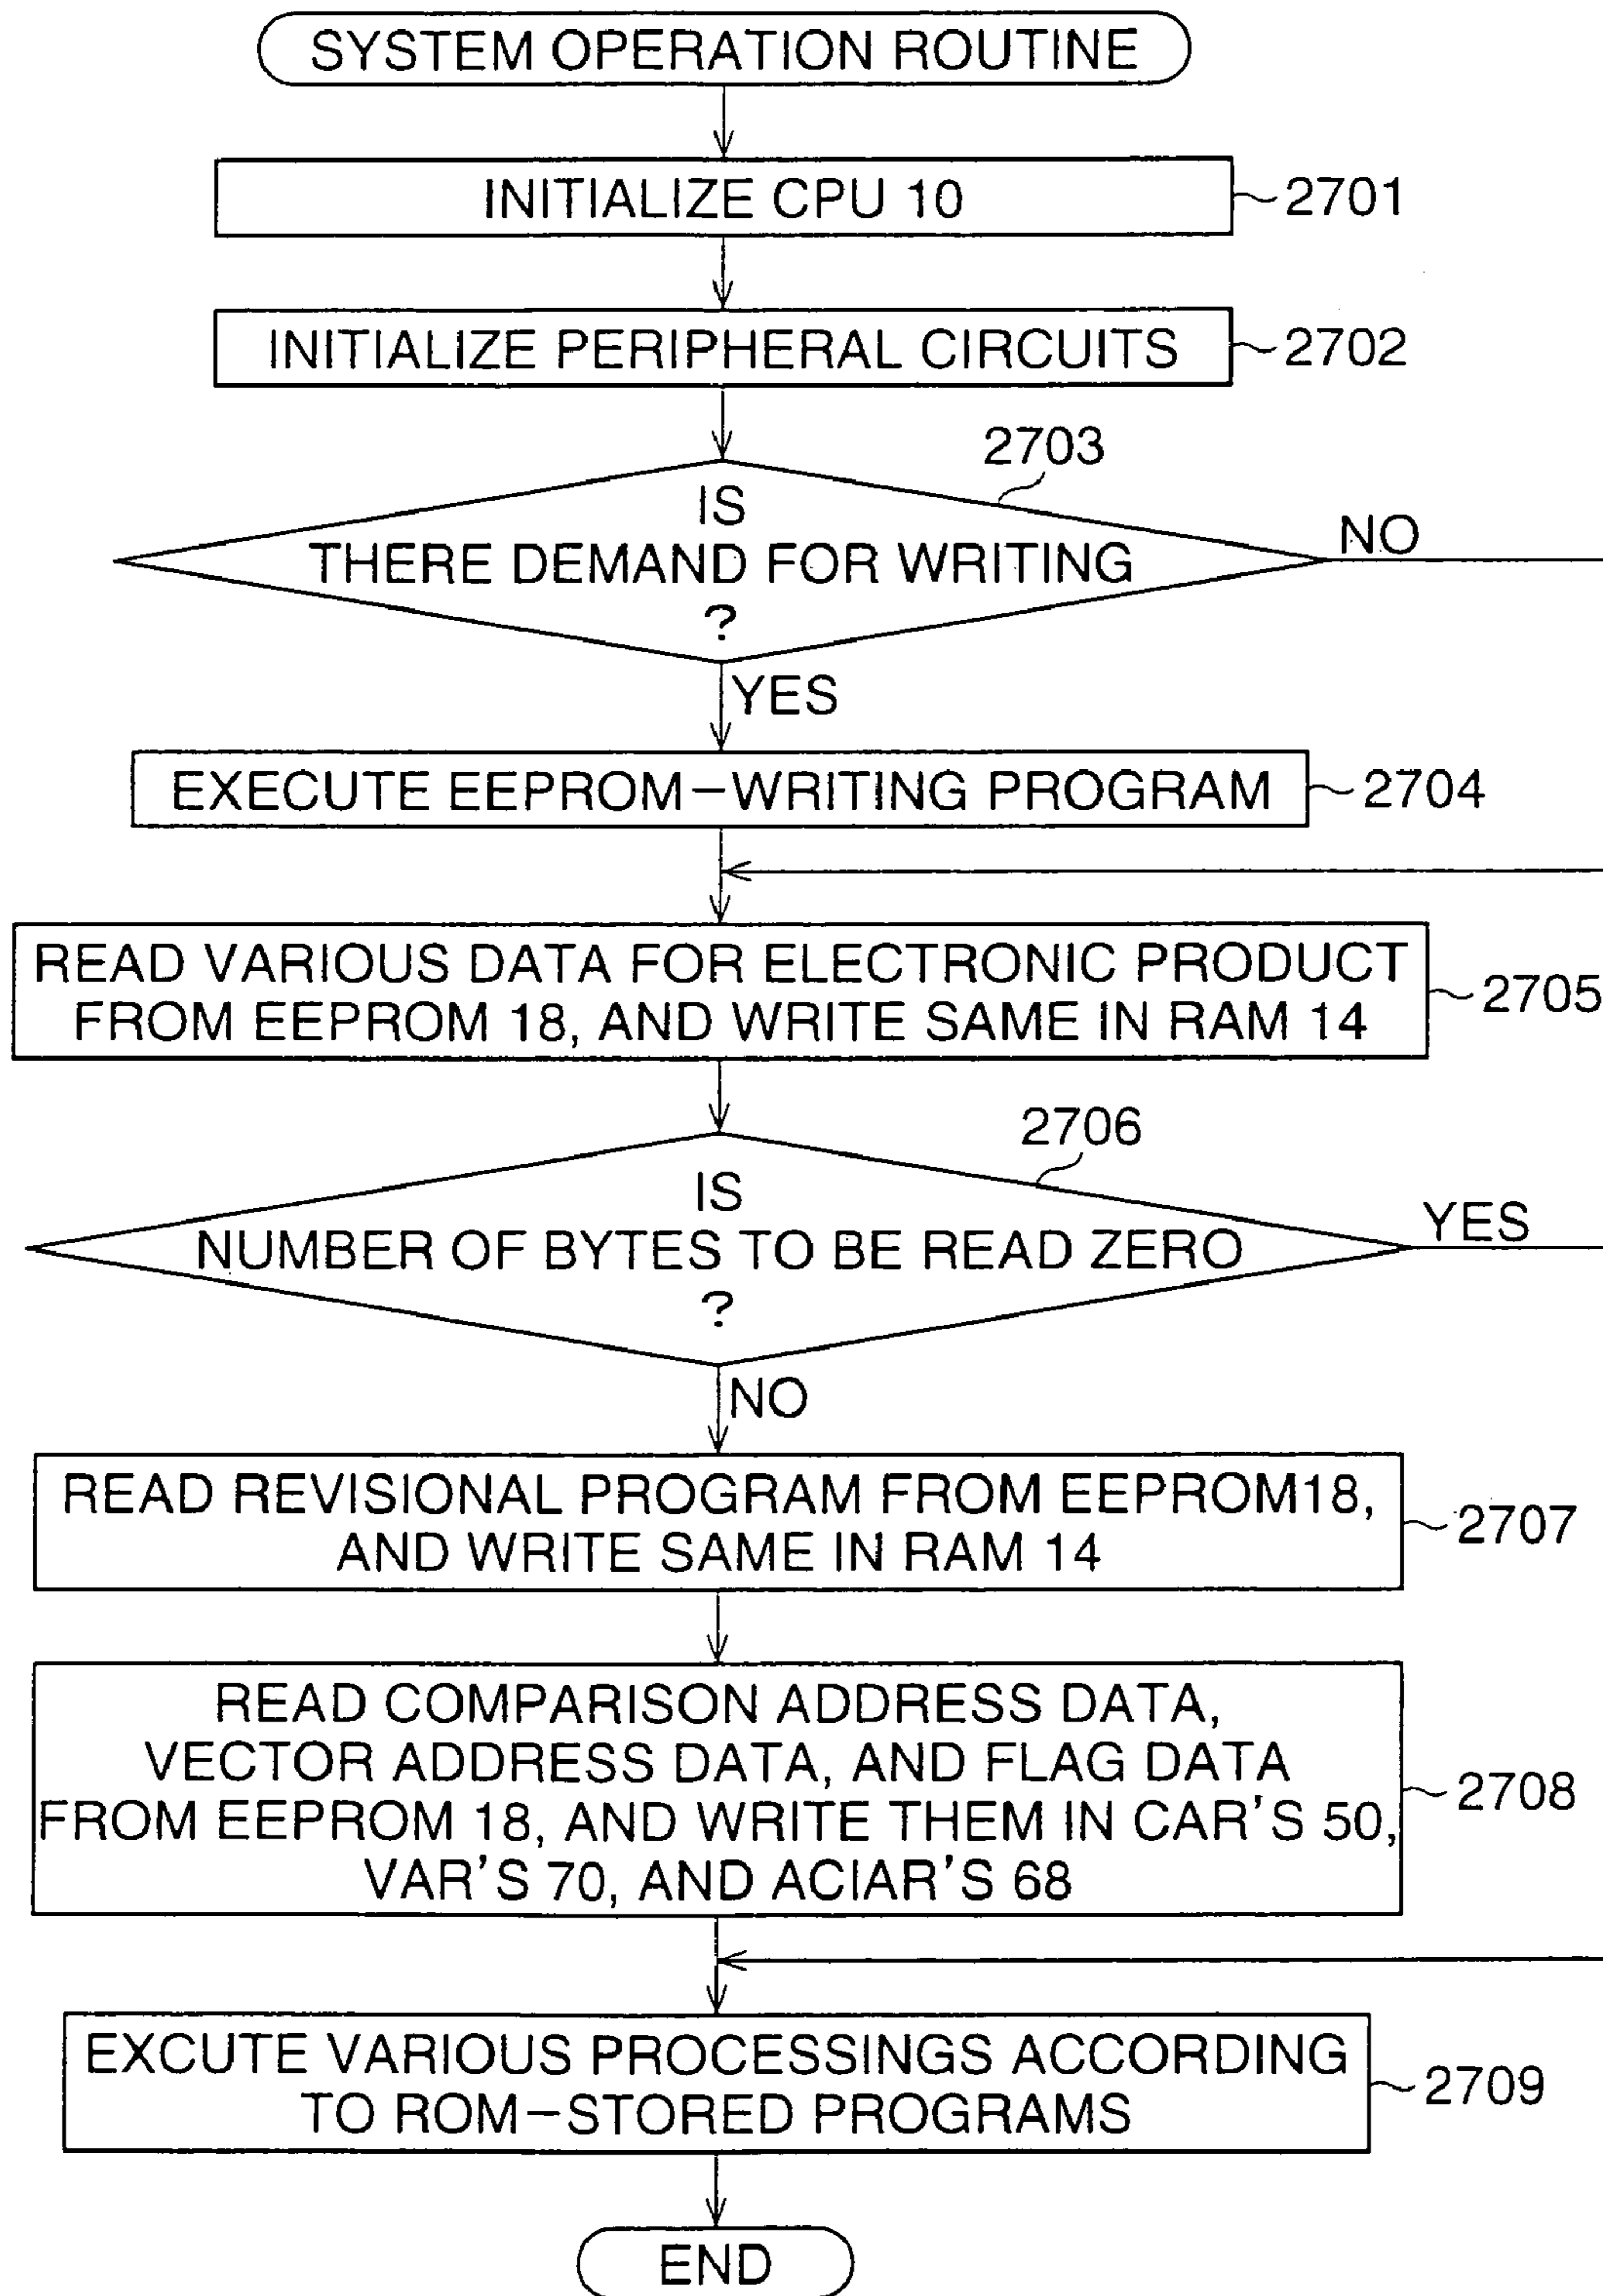 SYSTEM OPERATION ROUTINE
INITIALIZE CPU 10
2701
INITIALIZE PERIPHERAL CIRCUITS
2702
2703
IS
THERE DEMAND FOR WRITING
?
NO
YES
EXECUTE EEPROM-WRITING PROGRAM
2704
READ VARIOUS DATA FOR ELECTRONIC PRODUCT
FROM EEPROM 18, AND WRITE SAME IN RAM 14
2705
2706
IS
NUMBER OF BYTES TO BE READ ZERO
?
YES
NO
READ REVISIONAL PROGRAM FROM EEPROM18,
AND WRITE SAME IN RAM 14
2707
READ COMPARISON ADDRESS DATA,
VECTOR ADDRESS DATA, AND FLAG DATA
FROM EEPROM 18, AND WRITE THEM IN CAR'S 50,
VAR'S 70, AND ACIAR'S 68
2708
EXCUTE VARIOUS PROCESSINGS ACCORDING
TO ROM-STORED PROGRAMS
2709
END